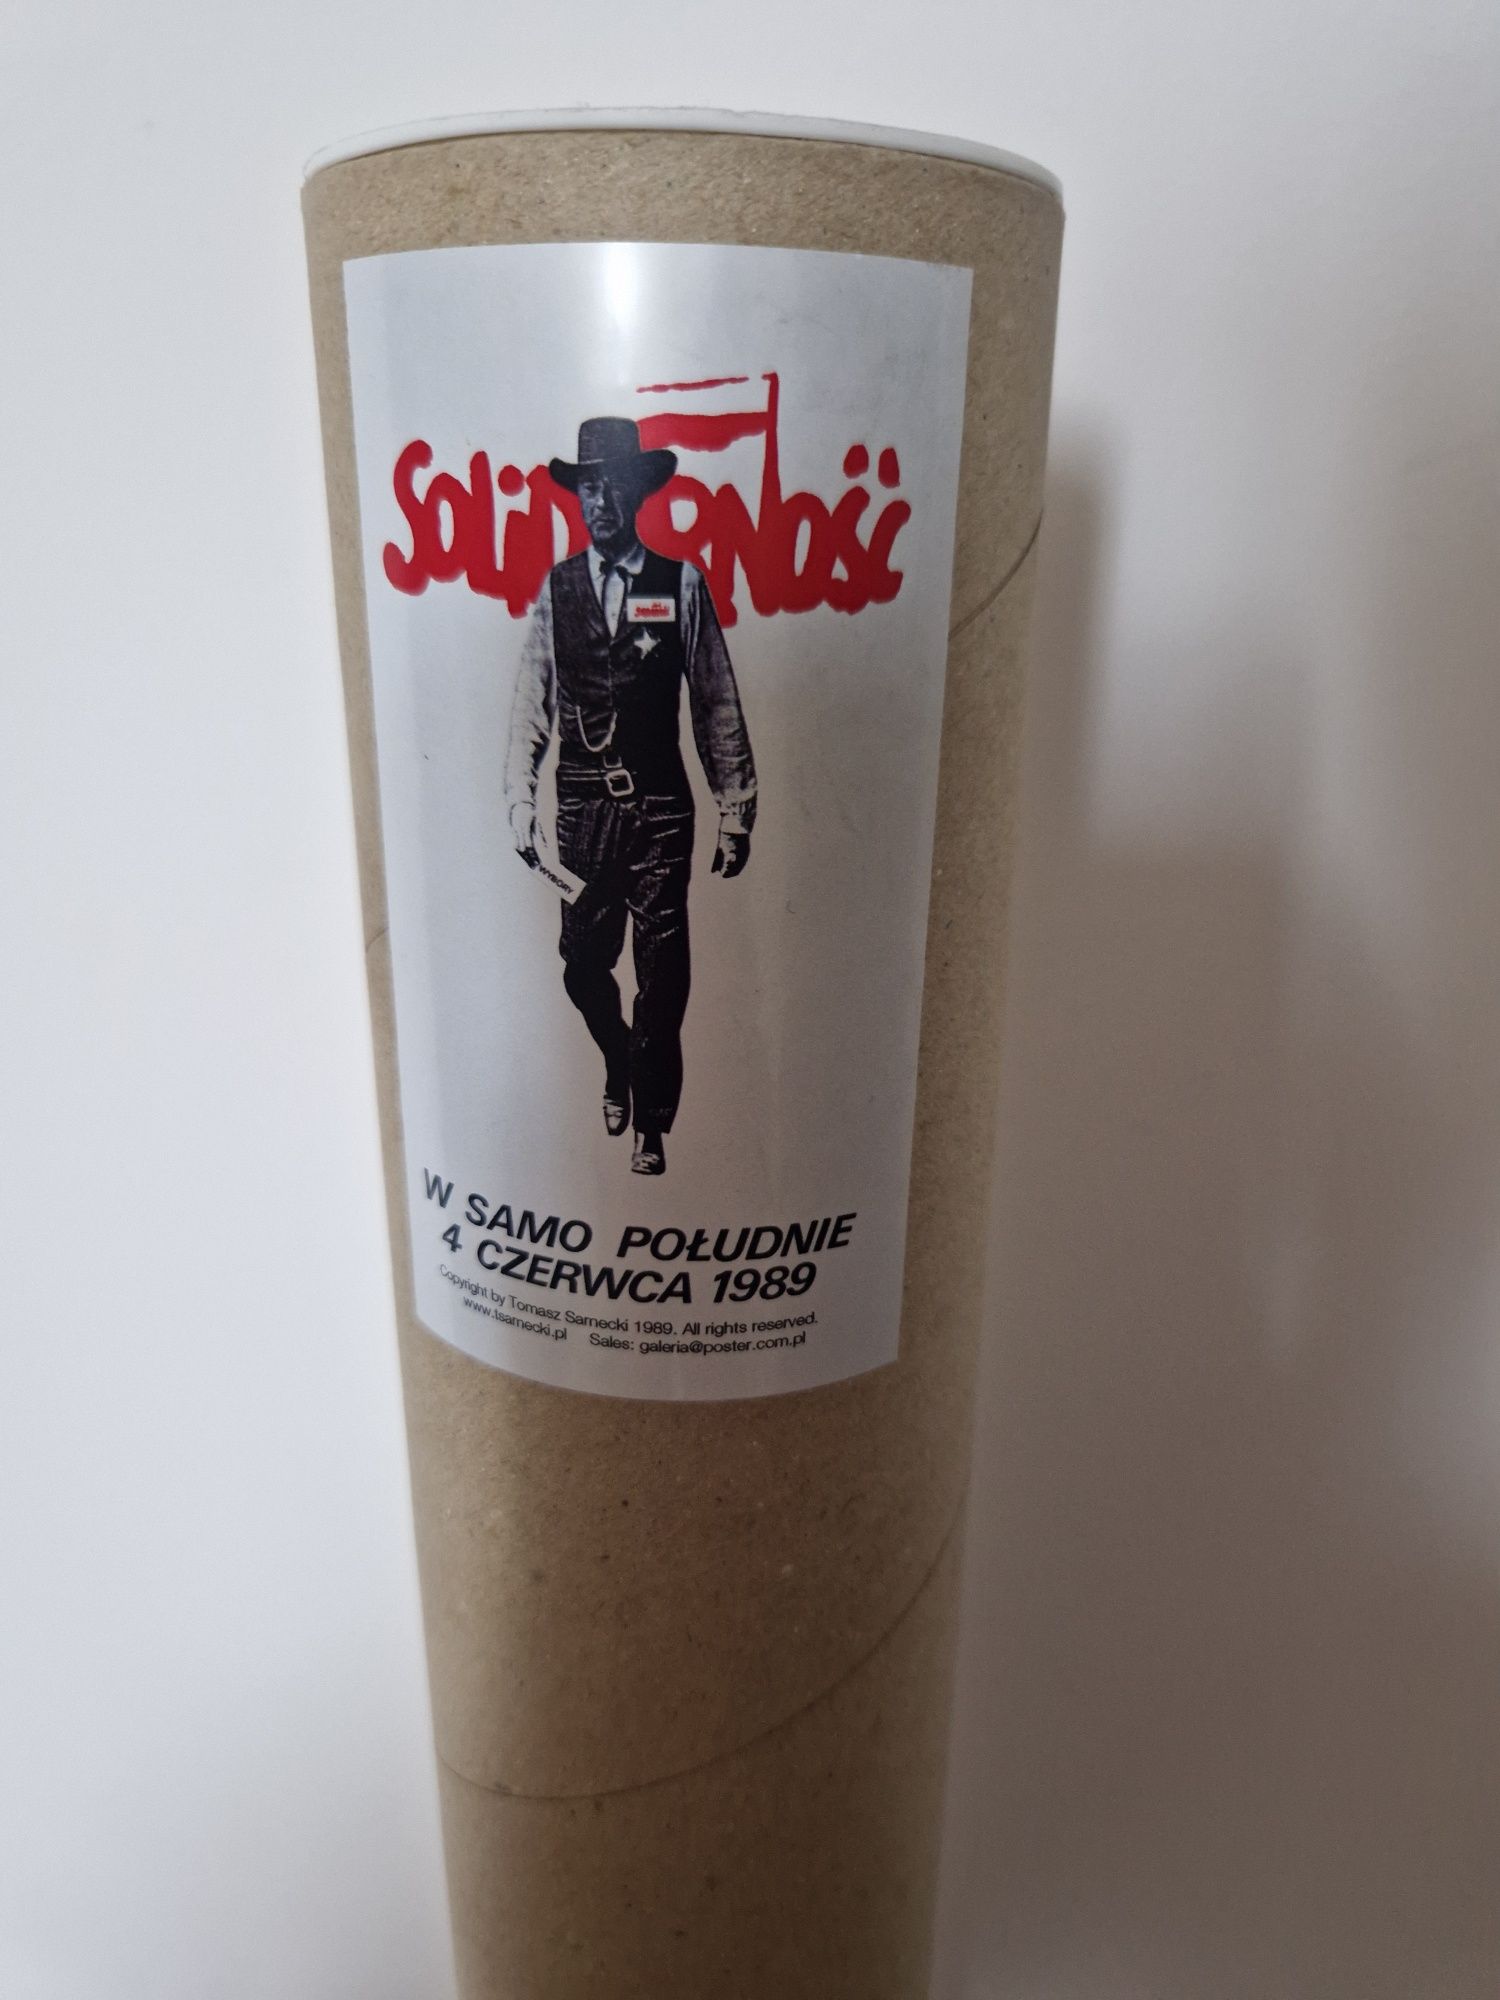 SOLIDARNOŚĆ
WYBORY
W SAMO POŁUDNIE
4 CZERWCA 1989
Copyright by Tomasz Sarnecki 1989. All rights reserved.
www.tsarnecki.pl Sales: galeria@poster.com.pl